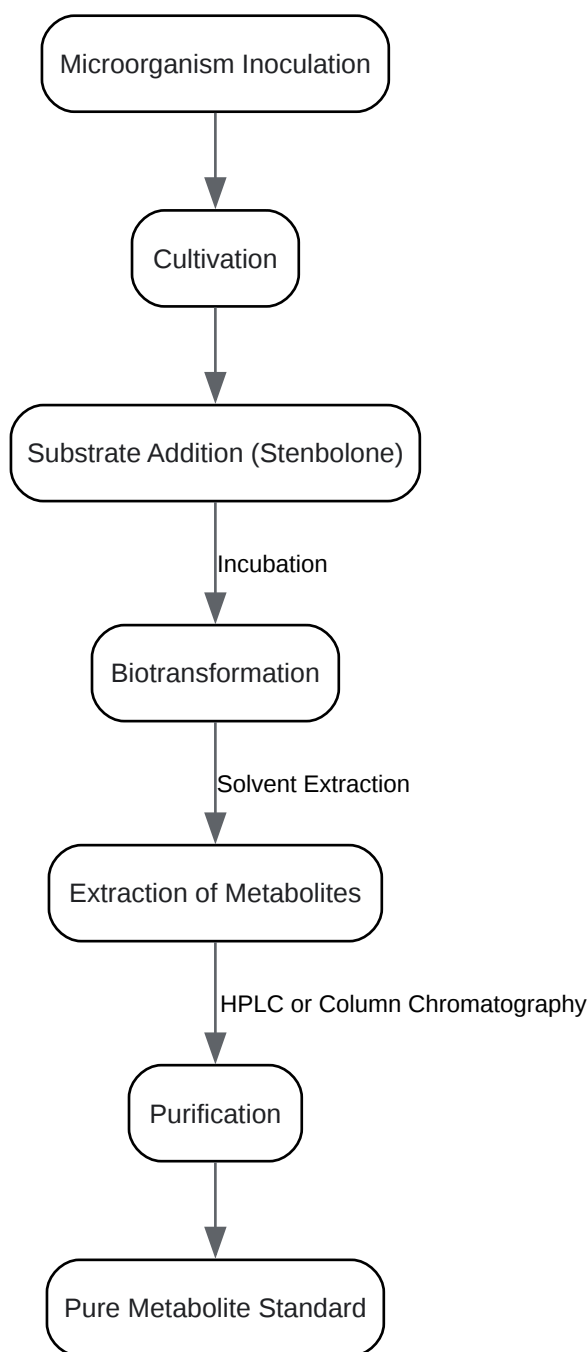 Microorganism Inoculation
Cultivation
Substrate Addition (Stenbolone)
Incubation
Biotransformation
Solvent Extraction
Extraction of Metabolites
HPLC or Column Chromatography
Purification
Pure Metabolite Standard